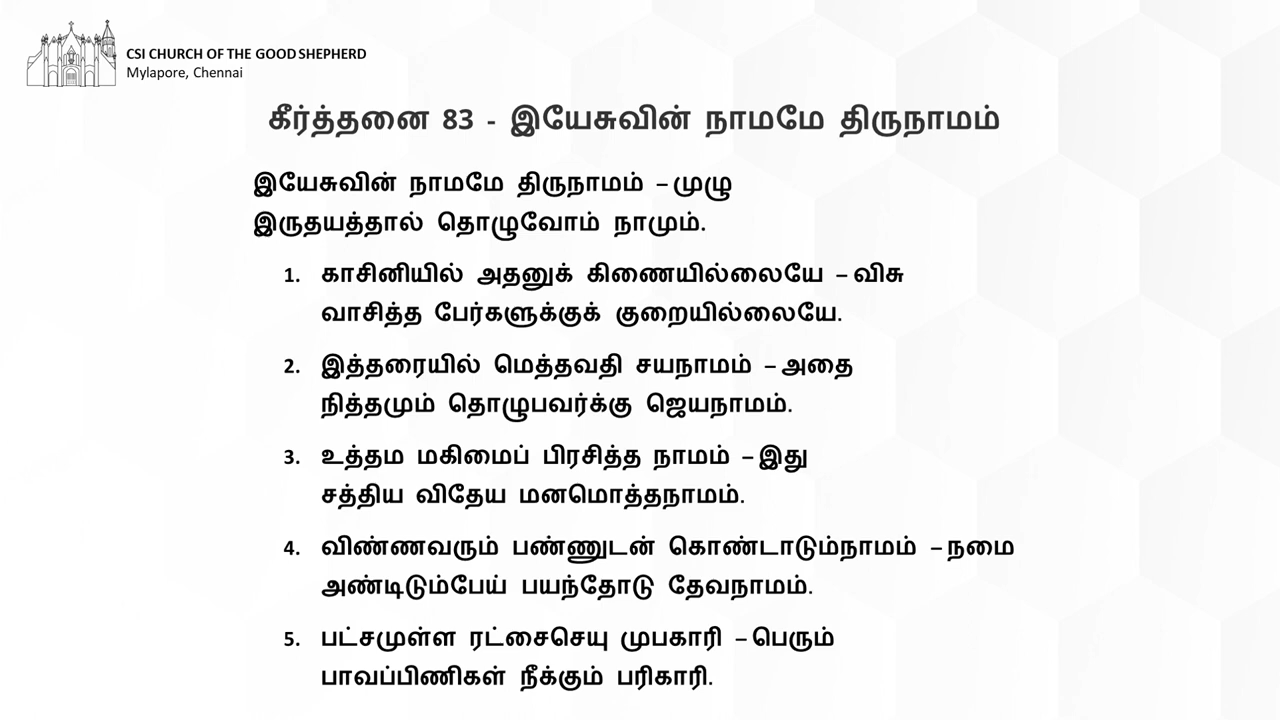 CSI CHURCH OF THE GOOD SHEPHERD
Mylapore, Chennai
கீர்த்தனை 83 - இயேசுவின் நாமமே திருநாமம்
இயேசுவின் நாமமே திருநாமம் – முழு
இருதயத்தால் தொழுவோம் நாமும்.
1. காசினியில் அதனுக் கிணையில்லையே – விசு
வாசித்த பேர்களுக்குக் குறையில்லையே.
2. இத்தரையில் மெத்தவதி சயநாமம் – அதை
நித்தமும் தொழுபவர்க்கு ஜெயநாமம்.
3. உத்தம மகிமைப் பிரசித்த நாமம் – இது
சத்திய விதேய மனமொத்தநாமம்.
4. விண்ணவரும் பண்ணுடன் கொண்டாடும்நாமம் – நமை
அண்டிடும்பேய் பயந்தோடு தேவநாமம்.
5. பட்சமுள்ள ரட்சைசெயு முபகாரி – பெரும்
பாவப்பிணிகள் நீக்கும் பரிகாரி.